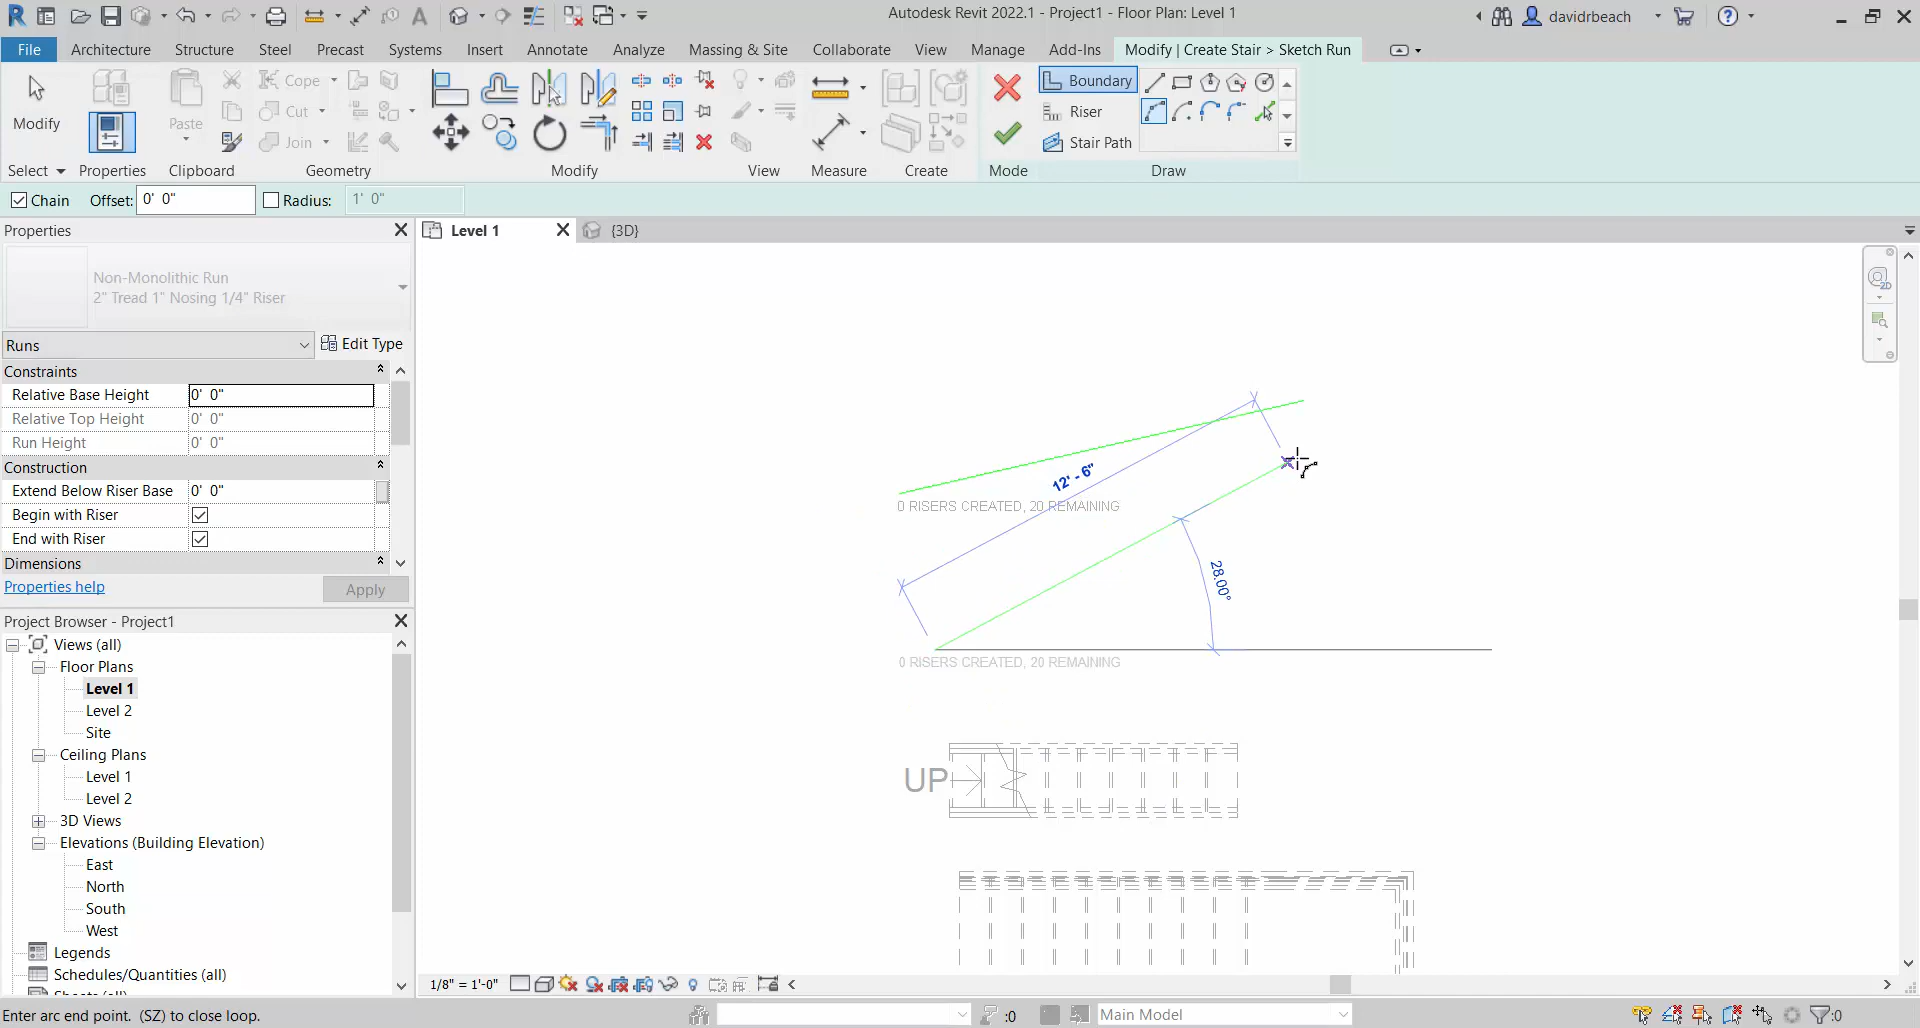 Autodesk Revit 2022.1 - Project1 - Floor Plan: Level 1
davidrbeach
File
Architecture
Structure
Steel
Precast
Systems
Insert
Annotate
Analyze
Massing & Site
Collaborate
View
Manage
Add-Ins
Modify | Create Stair > Sketch Run
Modify
Paste
Cope
Cut
Join
Boundary
Riser
Stair Path
Select
Properties
Clipboard
Geometry
Modify
View
Measure
Create
Mode
Draw
Chain
Offset:
0' 0"
Radius:
1' 0"
Properties
Level 1
{3D}
Non-Monolithic Run
2" Tread 1" Nosing 1/4" Riser
Runs
Edit Type
Constraints
Relative Base Height
0' 0"
Relative Top Height
0' 0"
Run Height
0' 0"
Construction
Extend Below Riser Base
0' 0"
Begin with Riser
End with Riser
Dimensions
Properties help
Apply
Project Browser - Project1
Views (all)
Floor Plans
Level 1
Level 2
Site
Ceiling Plans
Level 1
Level 2
3D Views
Elevations (Building Elevation)
East
North
South
West
Legends
Schedules/Quantities (all)
12' - 6"
0 RISERS CREATED, 20 REMAINING
28.00°
0 RISERS CREATED, 20 REMAINING
UP
2D
1/8" = 1'-0"
Enter arc end point. (SZ) to close loop.
:0
Main Model
:0